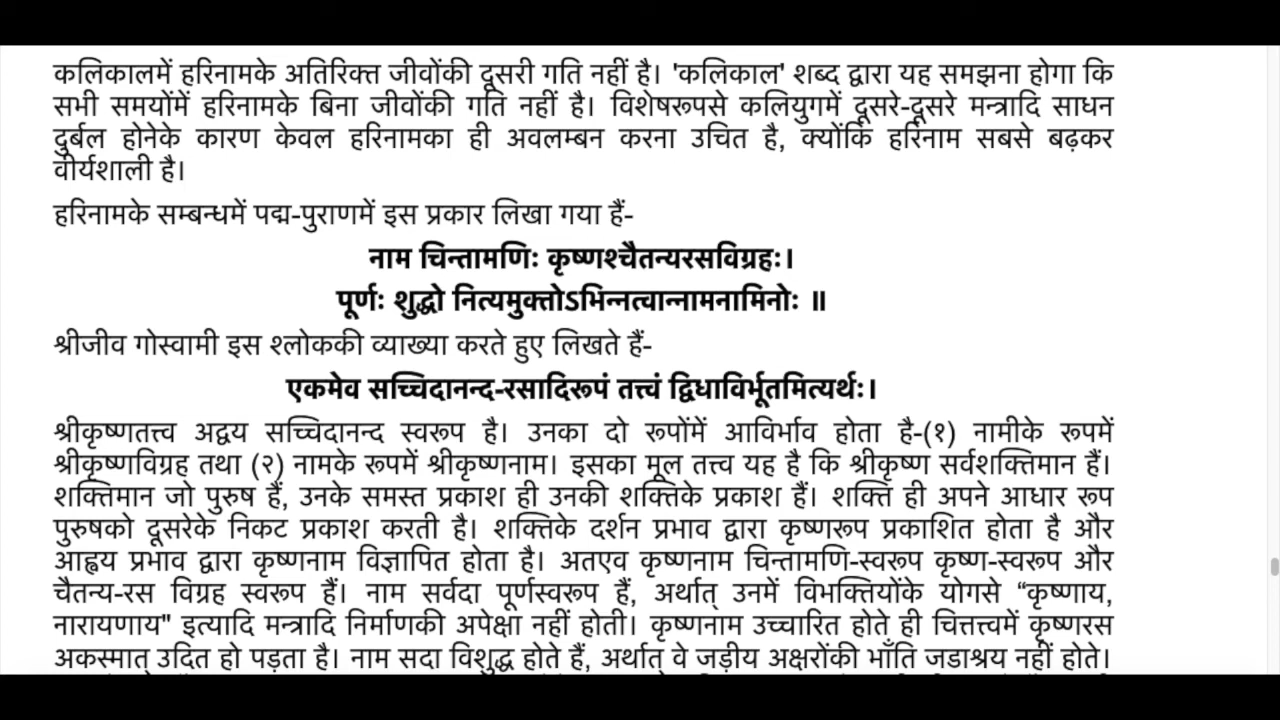 कलिकालमें हरिनामके अतिरिक्त जीवोंकी दूसरी गति नहीं है। 'कलिकाल' शब्द द्वारा यह समझना होगा कि
सभी समयोंमें हरिनामके बिना जीवोंकी गति नहीं है। विशेषरूपसे कलियुगमें दूसरे-दूसरे मन्त्रादि साधन
दुर्बल होनेके कारण केवल हरिनामका ही अवलम्बन करना उचित है, क्योंकि हरिनाम सबसे बढ़कर
वीर्यशाली है।
हरिनामके सम्बन्धमें पद्म-पुराणमें इस प्रकार लिखा गया हैं-
नाम चिन्तामणिः कृष्णश्चैतन्यरसविग्रहः।
पूर्णः शुद्धो नित्यमुक्तोऽभिन्नत्वान्नामनामिनोः ॥
श्रीजीव गोस्वामी इस श्लोककी व्याख्या करते हुए लिखते हैं-
एकमेव सच्चिदानन्द-रसादिरूपं तत्त्वं द्विधाविर्भूतमित्यर्थः।
श्रीकृष्णतत्त्व अद्वय सच्चिदानन्द स्वरूप है। उनका दो रूपोंमें आविर्भाव होता है-(१) नामीके रूपमें
श्रीकृष्णविग्रह तथा (२) नामके रूपमें श्रीकृष्णनाम। इसका मूल तत्त्व यह है कि श्रीकृष्ण सर्वशक्तिमान हैं।
शक्तिमान जो पुरुष हैं, उनके समस्त प्रकाश ही उनकी शक्तिके प्रकाश हैं। शक्ति ही अपने आधार रूप
पुरुषको दूसरेके निकट प्रकाश करती है। शक्तिके दर्शन प्रभाव द्वारा कृष्णरूप प्रकाशित होता है और
आह्वय प्रभाव द्वारा कृष्णनाम विज्ञापित होता है। अतएव कृष्णनाम चिन्तामणि-स्वरूप कृष्ण-स्वरूप और
चैतन्य-रस विग्रह स्वरूप हैं। नाम सर्वदा पूर्णस्वरूप हैं, अर्थात् उनमें विभक्तियोंके योगसे “कृष्णाय,
नारायणाय" इत्यादि मन्त्रादि निर्माणकी अपेक्षा नहीं होती। कृष्णनाम उच्चारित होते ही चित्तत्त्वमें कृष्णरस
अकस्मात् उदित हो पड़ता है। नाम सदा विशुद्ध होते हैं, अर्थात् वे जड़ीय अक्षरोंकी भाँति जडाश्रय नहीं होते।